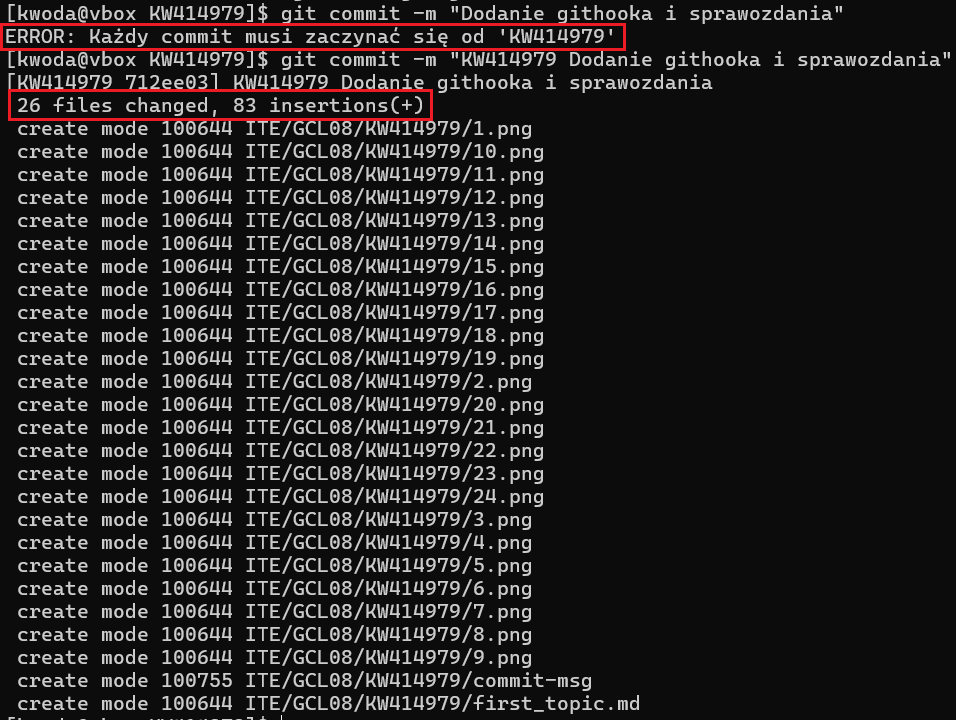 [kwoda@vbox KW414979]$ git commit -m "Dodanie githooka i sprawozdania"
ERROR: Każdy commit musi zaczynać się od 'KW414979'
[kwoda@vbox KW414979]$ git commit -m "KW414979 Dodanie githooka i sprawozdania"
[KW414979 712ee03] KW414979 Dodanie githooka i sprawozdania
 26 files changed, 83 insertions(+)
 create mode 100644 ITE/GCL08/KW414979/1.png
 create mode 100644 ITE/GCL08/KW414979/10.png
 create mode 100644 ITE/GCL08/KW414979/11.png
 create mode 100644 ITE/GCL08/KW414979/12.png
 create mode 100644 ITE/GCL08/KW414979/13.png
 create mode 100644 ITE/GCL08/KW414979/14.png
 create mode 100644 ITE/GCL08/KW414979/15.png
 create mode 100644 ITE/GCL08/KW414979/16.png
 create mode 100644 ITE/GCL08/KW414979/17.png
 create mode 100644 ITE/GCL08/KW414979/18.png
 create mode 100644 ITE/GCL08/KW414979/19.png
 create mode 100644 ITE/GCL08/KW414979/2.png
 create mode 100644 ITE/GCL08/KW414979/20.png
 create mode 100644 ITE/GCL08/KW414979/21.png
 create mode 100644 ITE/GCL08/KW414979/22.png
 create mode 100644 ITE/GCL08/KW414979/23.png
 create mode 100644 ITE/GCL08/KW414979/24.png
 create mode 100644 ITE/GCL08/KW414979/3.png
 create mode 100644 ITE/GCL08/KW414979/4.png
 create mode 100644 ITE/GCL08/KW414979/5.png
 create mode 100644 ITE/GCL08/KW414979/6.png
 create mode 100644 ITE/GCL08/KW414979/7.png
 create mode 100644 ITE/GCL08/KW414979/8.png
 create mode 100644 ITE/GCL08/KW414979/9.png
 create mode 100755 ITE/GCL08/KW414979/commit-msg
 create mode 100644 ITE/GCL08/KW414979/first_topic.md